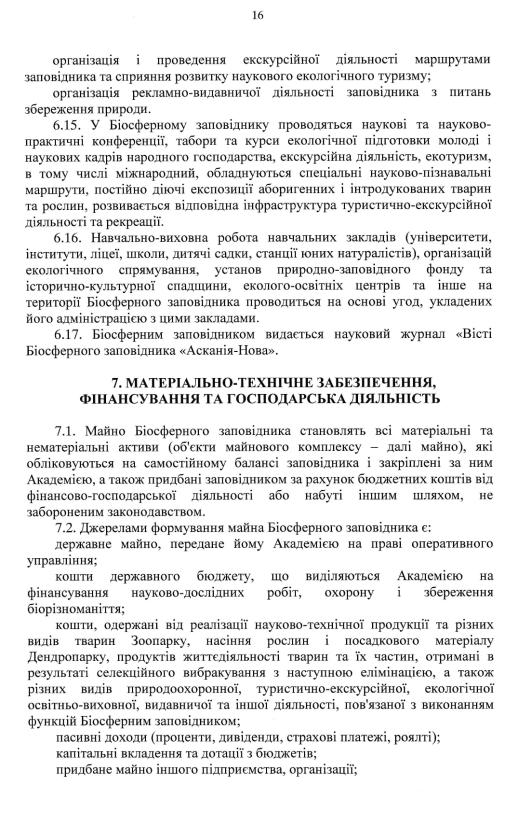 16
організація і проведення екскурсійної діяльності маршрутами
заповідника та сприяння розвитку наукового екологічного туризму;
організація рекламно-видавничої діяльності заповідника з питань
збереження природи.
6.15. У Біосферному заповіднику проводяться наукові та науково-
практичні конференції, табори та курси екологічної підготовки молоді і
наукових кадрів народного господарства, екскурсійна діяльність, екотуризм,
в тому числі міжнародний, обладнуються спеціальні науково-пізнавальні
маршрути, постійно діючі експозиції аборигенних і інтродукованих тварин
та рослин, розвивається відповідна інфраструктура туристично-екскурсійної
діяльності та рекреації.
6.16. Навчально-виховна робота навчальних закладів (університети,
інститути, ліцеї, школи, дитячі садки, станції юних натуралістів), організацій
екологічного спрямування, установ природно-заповідного фонду та
історично-культурної спадщини, еколого-освітніх центрів та інше на
території Біосферного заповідника проводиться на основі угод, укладених
його адміністрацією з цими закладами.
6.17. Біосферним заповідником видається науковий журнал «Вісті
Біосферного заповідника «Асканія-Нова».
7. МАТЕРІАЛЬНО-ТЕХНІЧНЕ ЗАБЕЗПЕЧЕННЯ,
ФІНАНСУВАННЯ ТА ГОСПОДАРСЬКА ДІЯЛЬНІСТЬ
7.1. Майно Біосферного заповідника становлять всі матеріальні та
нематеріальні активи (об'єкти майнового комплексу – далі майно), які
обліковуються на самостійному балансі заповідника і закріплені за ним
Академією, а також придбані заповідником за рахунок бюджетних коштів від
фінансово-господарської діяльності або набуті іншим шляхом, не
забороненим законодавством.
7.2. Джерелами формування майна Біосферного заповідника є:
державне майно, передане йому Академією на праві оперативного
управління;
кошти державного бюджету, що виділяються Академією на
фінансування науково-дослідних робіт, охорону і збереження
біорізноманіття;
кошти, одержані від реалізації науково-технічної продукції та різних
видів тварин Зоопарку, насіння рослин і посадкового матеріалу
Дендропарку, продуктів життєдіяльності тварин та їх частин, отримані в
результаті селекційного вибракування з наступною елімінацією, а також
різних видів природоохоронної, туристично-екскурсійної, екологічної
освітньо-виховної, видавничої та іншої діяльності, пов'язаної з виконанням
функцій Біосферним заповідником;
пасивні доходи (проценти, дивіденди, страхові платежі, роялті);
капітальні вкладення та дотації з бюджетів;
придбане майно іншого підприємства, організації;